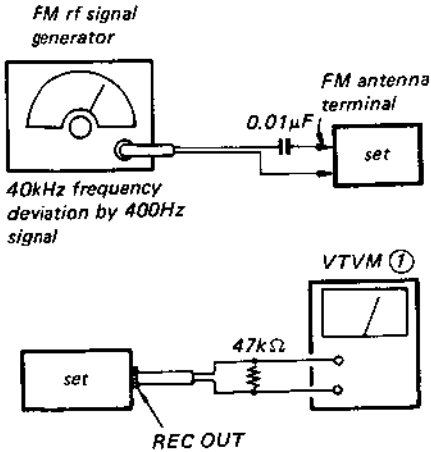 FM rf signal
generator
FM antenna
terminal
0.01µF
set
40kHz frequency
deviation by 400Hz
signal
VTVM ①
47kΩ
set
REC OUT